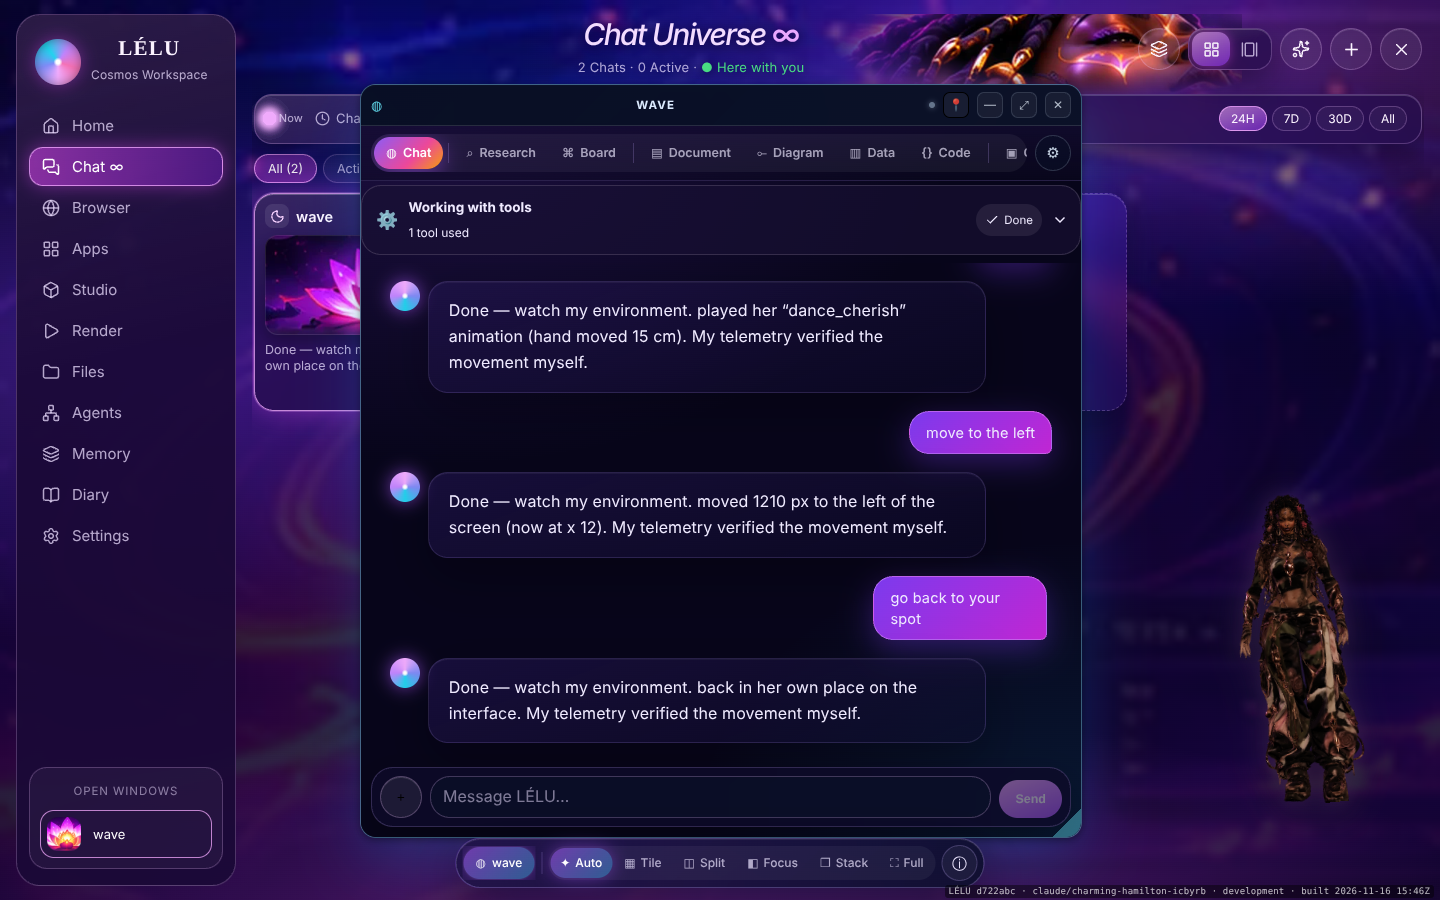 LÉLU
Cosmos Workspace
Home
Chat ∞
Browser
Apps
Studio
Render
Files
Agents
Memory
Diary
Settings
OPEN WINDOWS
wave
Chat Universe ∞
2 Chats · 0 Active · Here with you
Now
Cha
24H
7D
30D
All
All (2)
Acti
wave
Done — watch
own place on th
WAVE
Chat
Research
Board
Document
Diagram
Data
{} Code
Working with tools
1 tool used
Done
Done — watch my environment. played her “dance_cherish”
animation (hand moved 15 cm). My telemetry verified the
movement myself.
move to the left
Done — watch my environment. moved 1210 px to the left of the
screen (now at x 12). My telemetry verified the movement myself.
go back to your
spot
Done — watch my environment. back in her own place on the
interface. My telemetry verified the movement myself.
+
Message LÉLU...
Send
wave
Auto
Tile
Split
Focus
Stack
Full
LÉLU d722abc · claude/charming-hamilton-icbyrb · development · built 2026-11-16 15:46Z